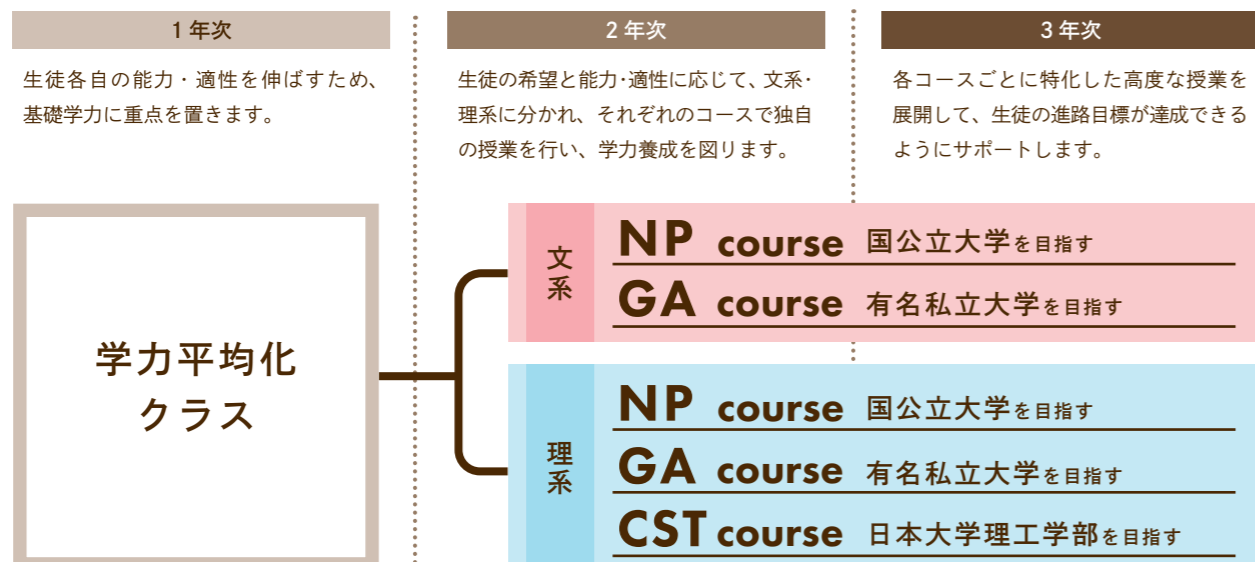 1年次
生徒各自の能力・適性を伸ばすため、
基礎学力に重点を置きます。
2年次
生徒の希望と能力・適性に応じて、文系・
理系に分かれ、それぞれのコースで独自
の授業を行い、学力養成を図ります。
3年次
各コースごとに特化した高度な授業を
展開して、生徒の進路目標が達成できる
ようにサポートします。
学力平均化
クラス
文系
NP course 国公立大学を目指す
GA course 有名私立大学を目指す
理系
NP course 国公立大学を目指す
GA course 有名私立大学を目指す
CST course 日本大学理工学部を目指す